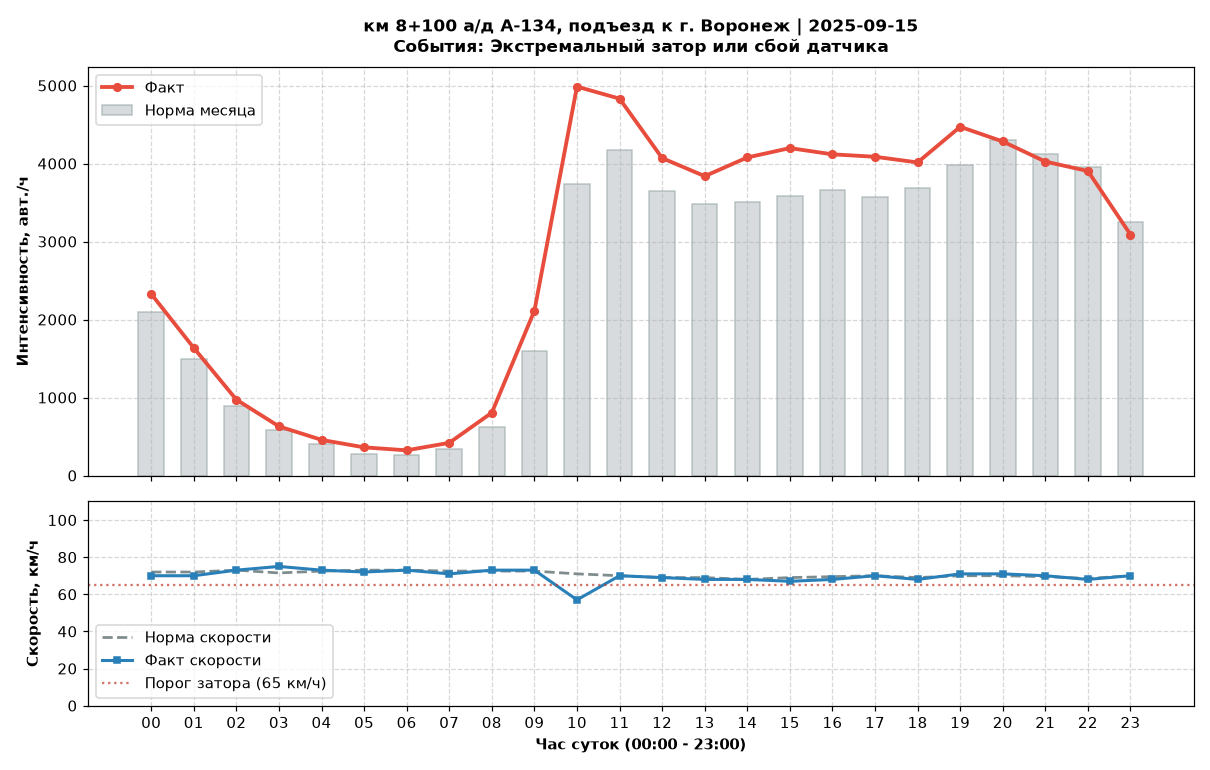 км 8+100 а/д А-134, подъезд к г. Воронеж | 2025-09-15
События: Экстремальный затор или сбой датчика
Интенсивность, авт./ч
5000
4000
3000
2000
1000
0
Факт
Норма месяца
Скорость, км/ч
100
80
60
40
20
0
Норма скорости
Факт скорости
Порог затора (65 км/ч)
00 01 02 03 04 05 06 07 08 09 10 11 12 13 14 15 16 17 18 19 20 21 22 23
Час суток (00:00 - 23:00)